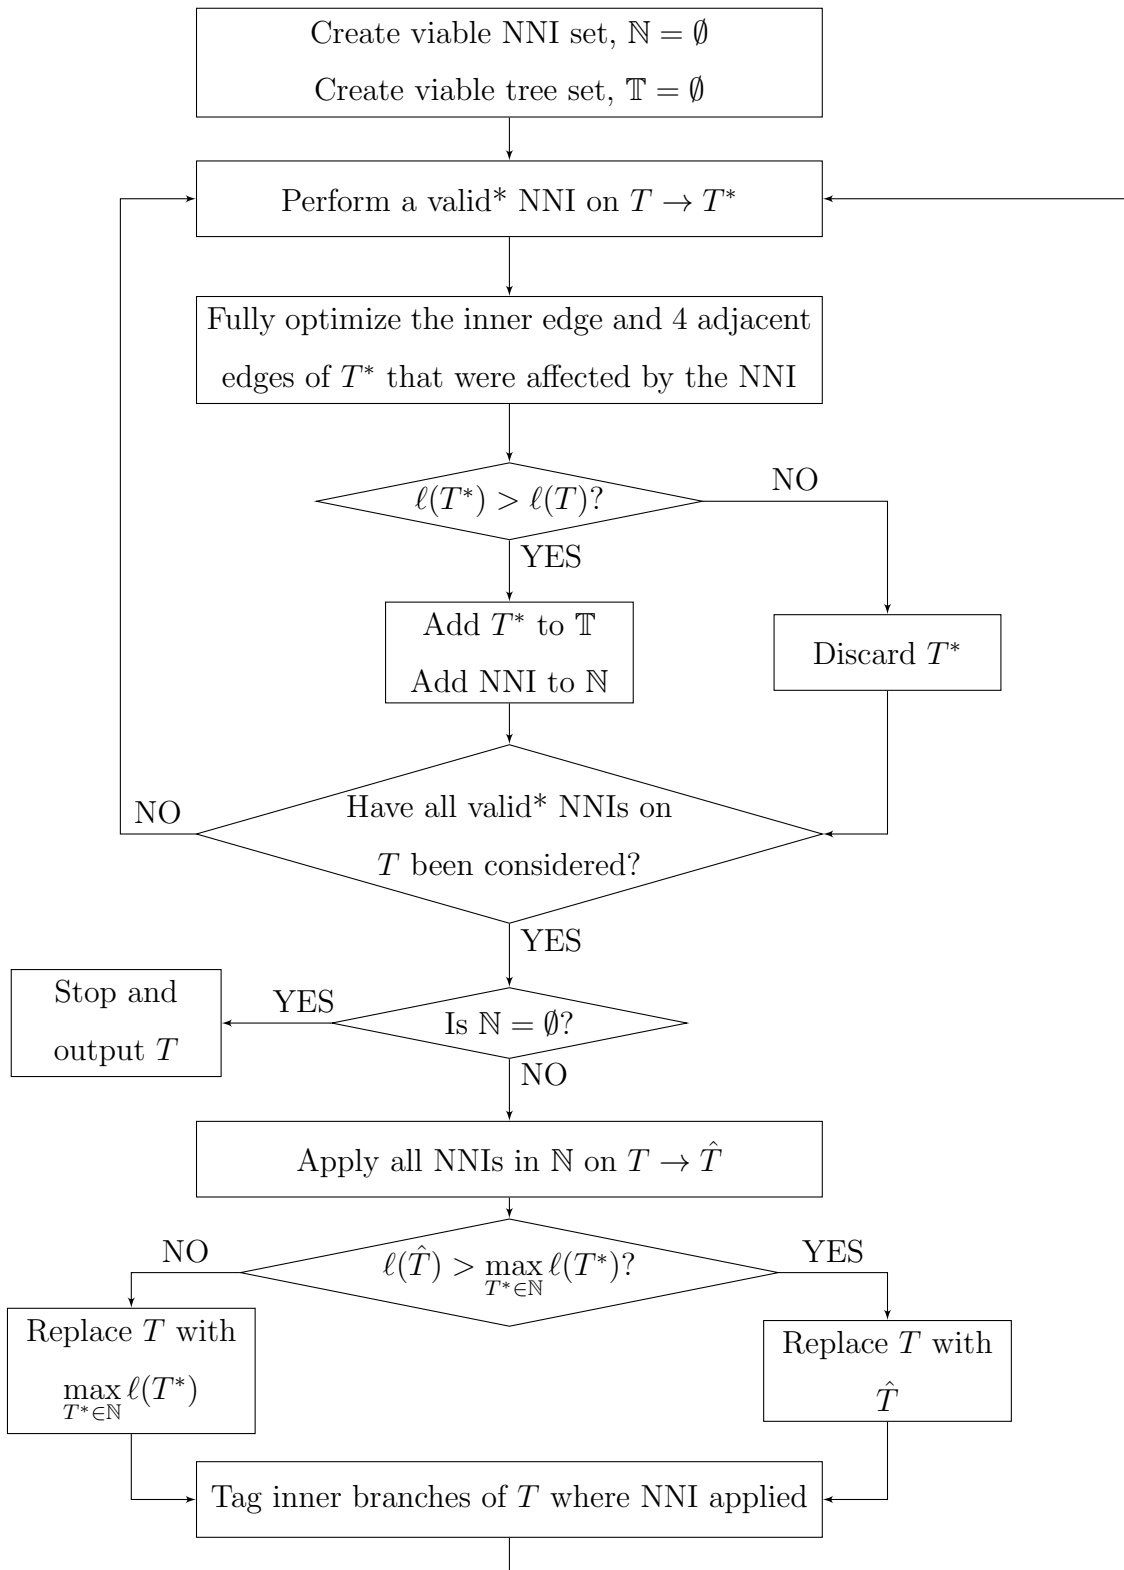 Create viable NNI set, ℕ = ∅
Create viable tree set, 𝕋 = ∅
Perform a valid* NNI on T → T*
Fully optimize the inner edge and 4 adjacent
edges of T* that were affected by the NNI
ℓ(T*) > ℓ(T)?
NO
YES
Add T* to 𝕋
Add NNI to ℕ
Discard T*
Have all valid* NNIs on
T been considered?
NO
YES
Stop and
output T
YES
Is ℕ = ∅?
NO
Apply all NNIs in ℕ on T → T̂
NO
ℓ(T̂) > max ℓ(T*)?
T*∈ℕ
YES
Replace T with
max ℓ(T*)
T*∈ℕ
Replace T with
T̂
Tag inner branches of T where NNI applied